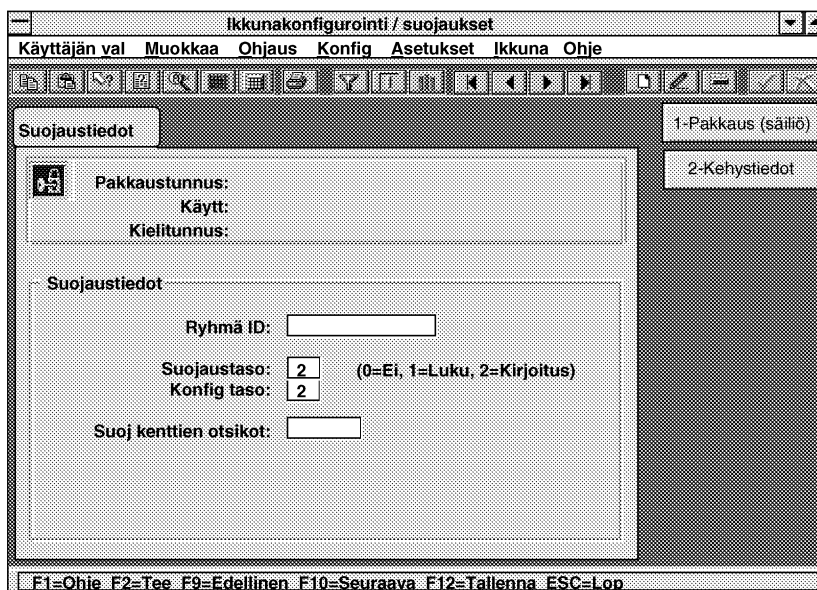 Ikkunakonfigurointi / suojaukset
Käyttäjän val Muokkaa Ohjaus Konfig Asetukset Ikkuna Ohje
Suojaustiedot
1-Pakkaus (säiliö)
2-Kehystiedot
Pakkaustunnus:
Käytt:
Kielitunnus:
Suojaustiedot
Ryhmä ID:
Suojaustaso: 2 (0=Ei, 1=Luku, 2=Kirjoitus)
Konfig taso: 2
Suoj kenttien otsikot:
F1=Ohje F2=Tee F9=Edellinen F10=Seuraava F12=Tallenna ESC=Lop